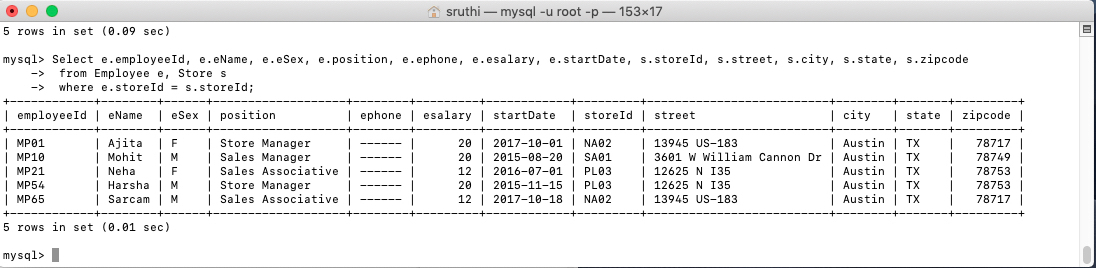 sruthi — mysql -u root -p — 153×17
5 rows in set (0.09 sec)
mysql> Select e.employeeId, e.eName, e.eSex, e.position, e.ephone, e.esalary, e.startDate, s.storeId, s.street, s.city, s.state, s.zipcode
    -> from Employee e, Store s
    -> where e.storeId = s.storeId;
+------------+--------+------+-------------------+--------+---------+------------+---------+------------------------+--------+-------+---------+
| employeeId | eName  | eSex | position          | ephone | esalary | startDate  | storeId | street                 | city   | state | zipcode |
+------------+--------+------+-------------------+--------+---------+------------+---------+------------------------+--------+-------+---------+
| MP01       | Ajita  | F    | Store Manager     | ------ |      20 | 2017-10-01 | NA02    | 13945 US-183           | Austin | TX    |   78717 |
| MP10       | Mohit  | M    | Sales Manager     | ------ |      20 | 2015-08-20 | SA01    | 3601 W William Cannon Dr | Austin | TX    |   78749 |
| MP21       | Neha   | F    | Sales Associative | ------ |      12 | 2016-07-01 | PL03    | 12625 N I35            | Austin | TX    |   78753 |
| MP54       | Harsha | M    | Store Manager     | ------ |      20 | 2015-11-15 | PL03    | 12625 N I35            | Austin | TX    |   78753 |
| MP65       | Sarcam | M    | Sales Associative | ------ |      12 | 2017-10-18 | NA02    | 13945 US-183           | Austin | TX    |   78717 |
+------------+--------+------+-------------------+--------+---------+------------+---------+------------------------+--------+-------+---------+
5 rows in set (0.01 sec)
mysql>